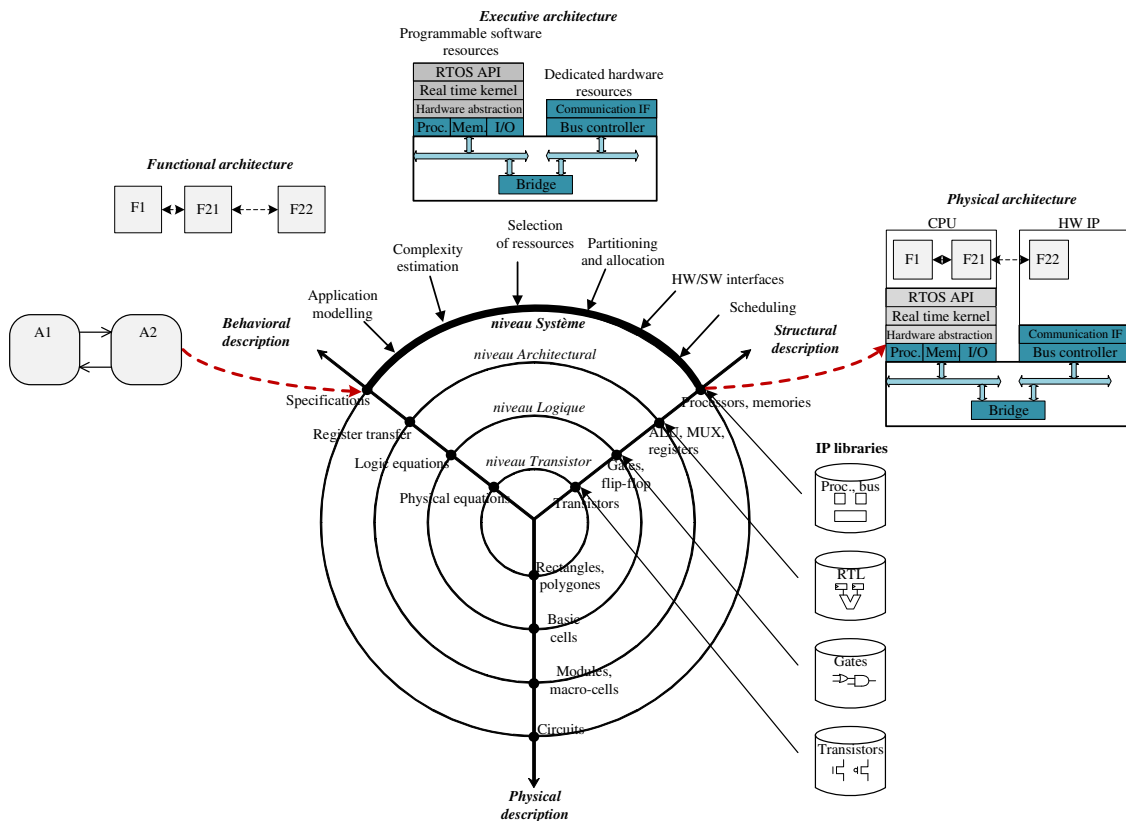 Executive architecture
Programmable software
resources
RTOS API
Real time kernel
Hardware abstraction
Proc.
Mem.
I/O
Dedicated hardware
resources
Communication IF
Bus controller
Bridge
Functional architecture
F1
F21
F22
Physical architecture
CPU
HW IP
F1
F21
F22
RTOS API
Real time kernel
Hardware abstraction
Proc.
Mem.
I/O
Communication IF
Bus controller
Bridge
A1
A2
Behavioral
description
Application
modelling
Complexity
estimation
Selection
of ressources
Partitioning
and allocation
HW/SW interfaces
Scheduling
Structural
description
niveau Système
niveau Architectural
niveau Logique
niveau Transistor
Specifications
Register transfer
Logic equations
Physical equations
Processors, memories
ALU, MUX,
registers
Gates,
flip-flop
Transistors
Rectangles,
polygones
Basic
cells
Modules,
macro-cells
Circuits
Physical
description
IP libraries
Proc., bus
RTL
Gates
Transistors